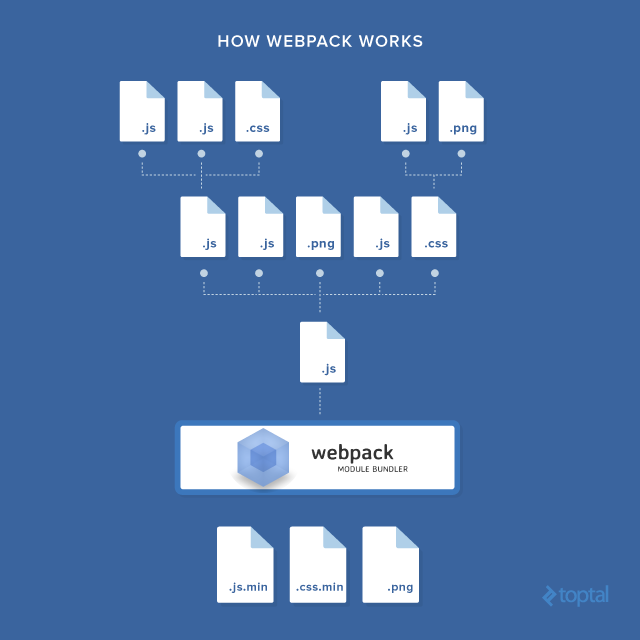 HOW WEBPACK WORKS
.js .js .css .js .png
.js .js .png .js .css
.js
webpack
MODULE BUNDLER
.js.min .css.min .png
toptal